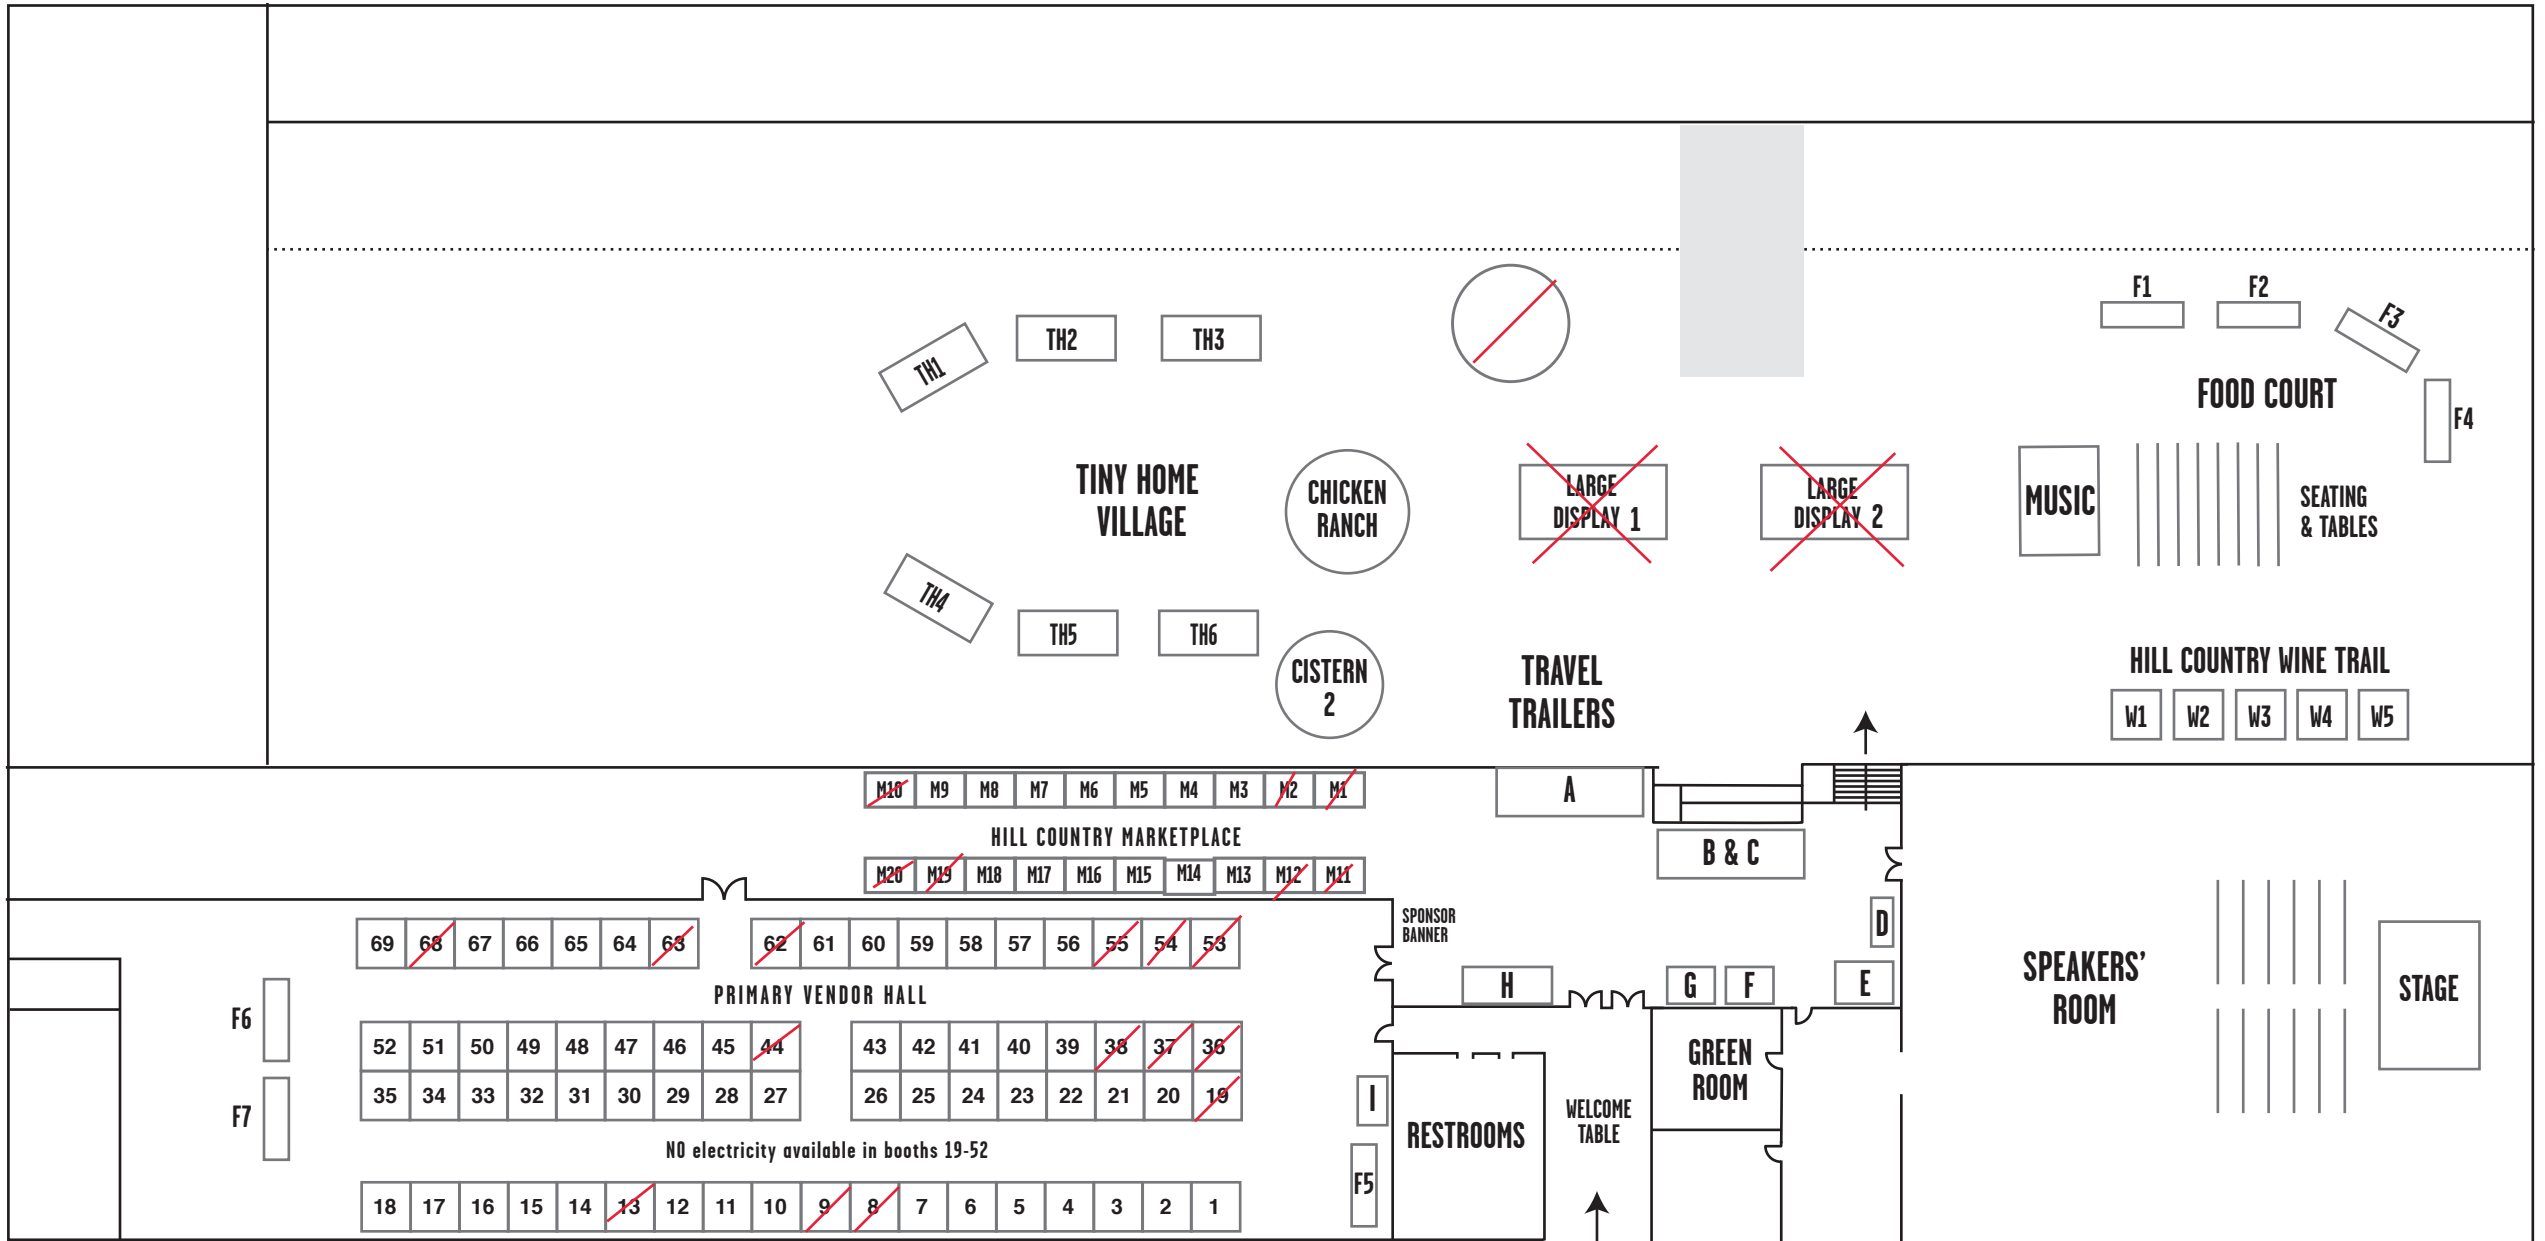 F1
F2
F3
TH1
TH2
TH3
FOOD COURT
F4
TINY HOME
VILLAGE
CHICKEN
RANCH
LARGE
DISPLAY 1
LARGE
DISPLAY 2
MUSIC
SEATING
& TABLES
TH4
TH5
TH6
CISTERN
2
TRAVEL
TRAILERS
HILL COUNTRY WINE TRAIL
W1 W2 W3 W4 W5
M10 M9 M8 M7 M6 M5 M4 M3 M2 M1
A
HILL COUNTRY MARKETPLACE
B & C
M20 M19 M18 M17 M16 M15 M14 M13 M12 M11
SPONSOR
BANNER
D
69 68 67 66 65 64 63 62 61 60 59 58 57 56 55 54 53
H
G
F
E
SPEAKERS'
ROOM
STAGE
PRIMARY VENDOR HALL
F6
52 51 50 49 48 47 46 45 44 43 42 41 40 39 38 37 36
35 34 33 32 31 30 29 28 27 26 25 24 23 22 21 20 19
GREEN
ROOM
F7
I
WELCOME
TABLE
RESTROOMS
NO electricity available in booths 19-52
F5
18 17 16 15 14 13 12 11 10 9 8 7 6 5 4 3 2 1